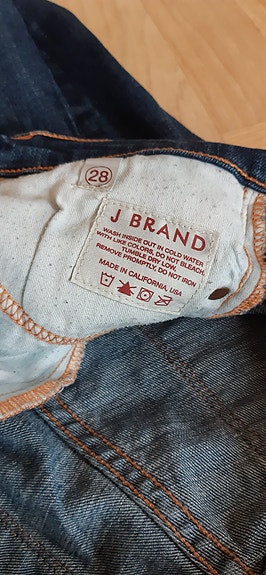 28
J BRAND
WASH INSIDE OUT IN COLD WATER
WITH LIKE COLORS, DO NOT BLEACH.
TUMBLE DRY LOW.
REMOVE PROMPTLY, DO NOT IRON
MADE IN CALIFORNIA, USA